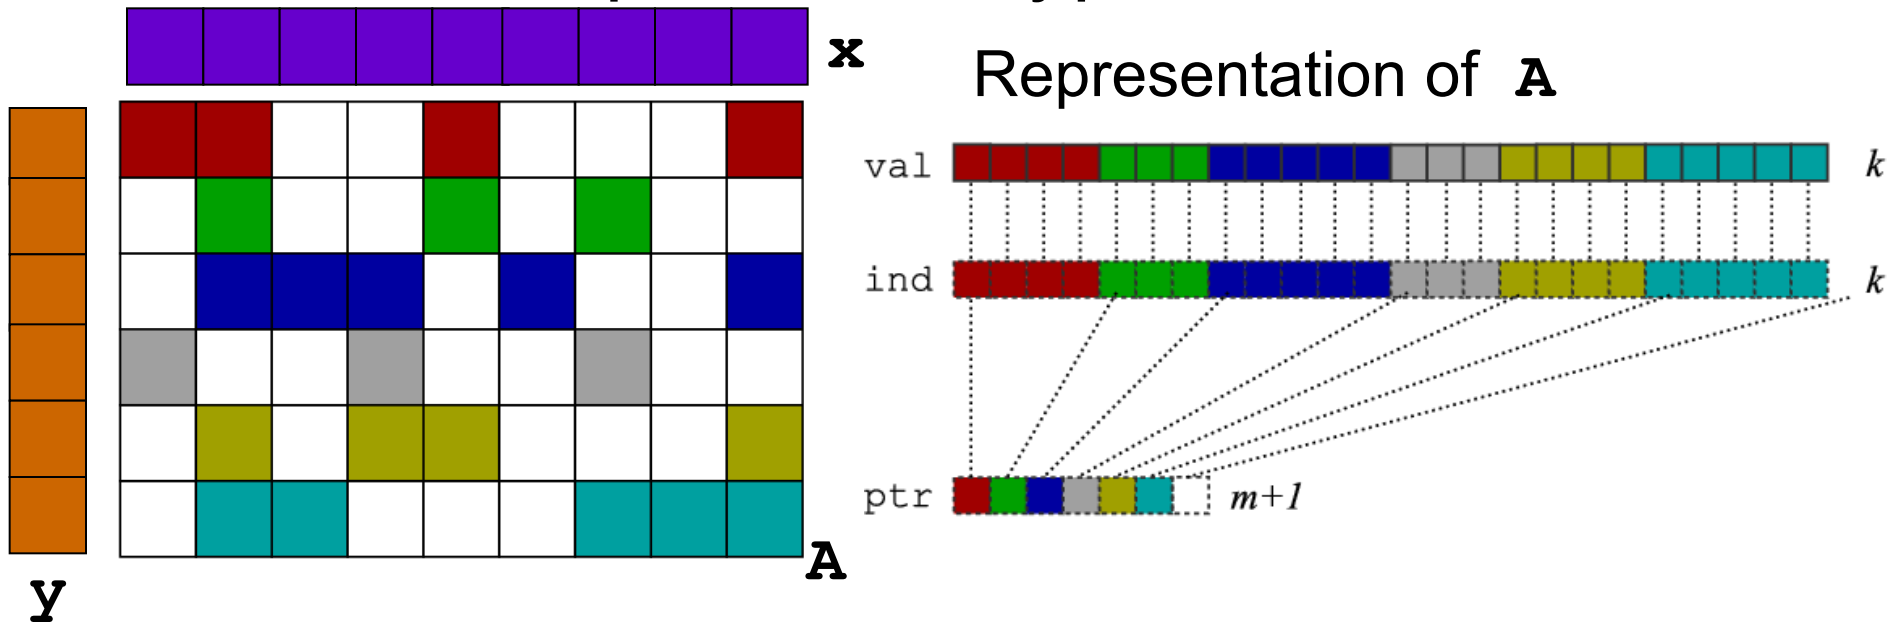 x
Representation of A
val k
ind k
ptr m+1
A
y